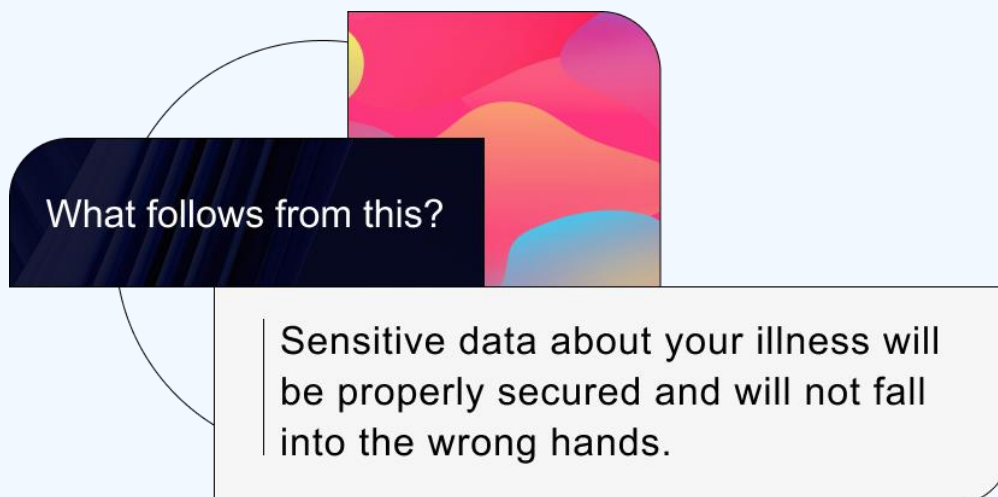 What follows from this?
Sensitive data about your illness will
be properly secured and will not fall
into the wrong hands.